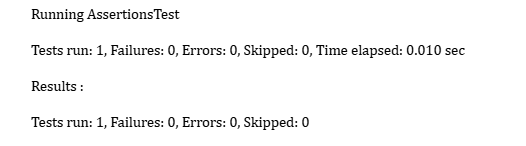 Running AssertionsTest
Tests run: 1, Failures: 0, Errors: 0, Skipped: 0, Time elapsed: 0.010 sec
Results :
Tests run: 1, Failures: 0, Errors: 0, Skipped: 0